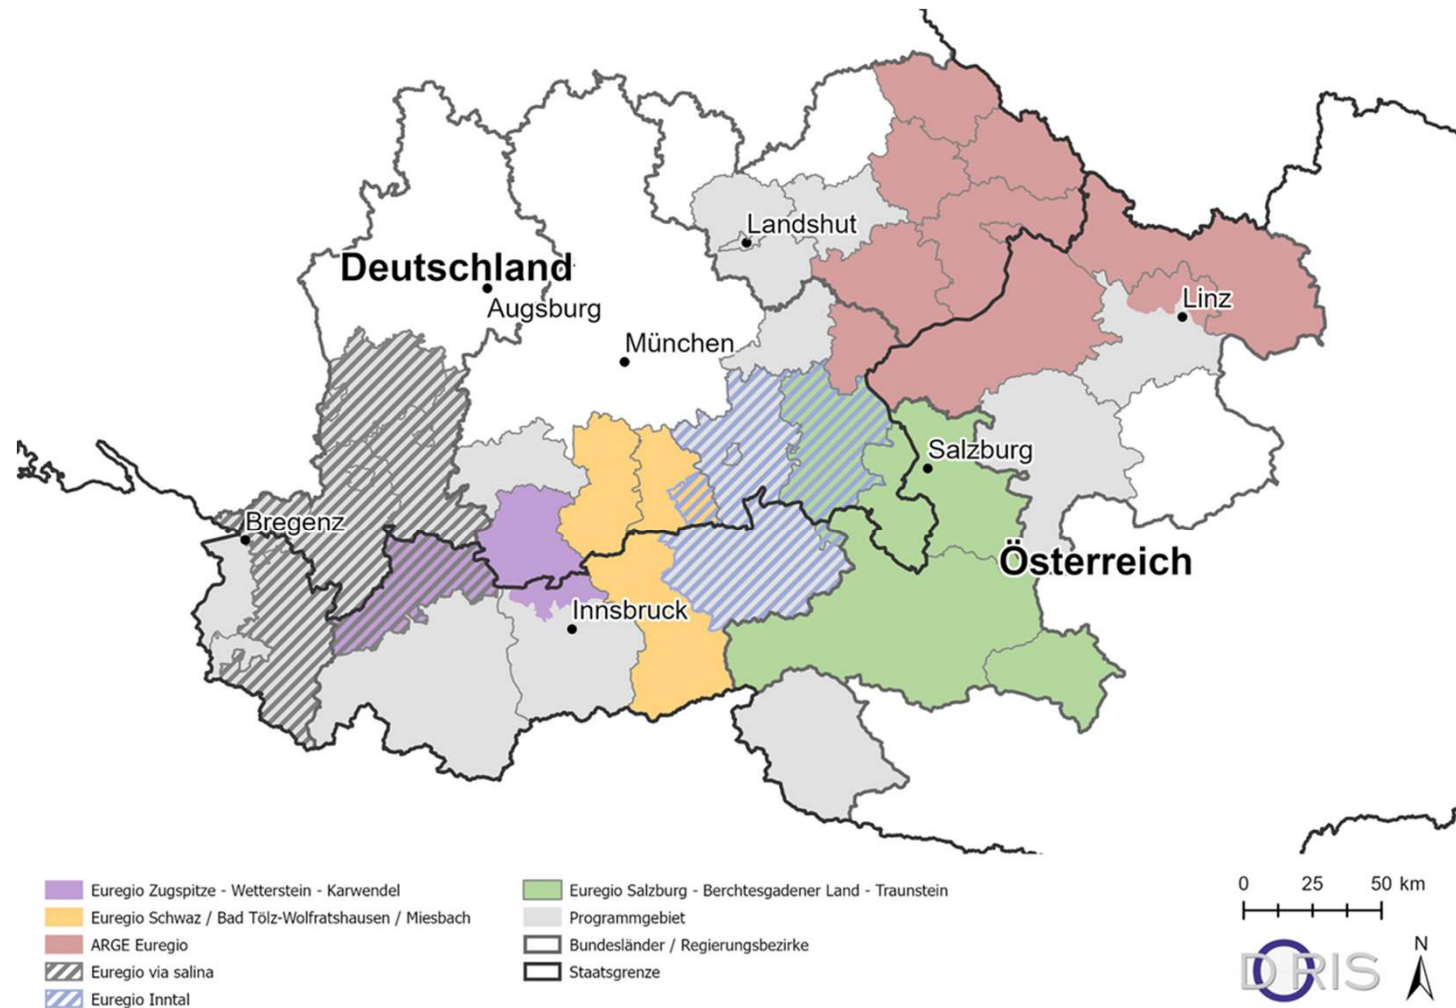 Landshut
Deutschland
Augsburg
Linz
München
Salzburg
Bregenz
Österreich
Innsbruck
Euregio Zugspitze - Wetterstein - Karwendel
Euregio Schwaz / Bad Tölz-Wolfratshausen / Miesbach
ARGE Euregio
Euregio via salina
Euregio Inntal
Euregio Salzburg - Berchtesgadener Land - Traunstein
Programmgebiet
Bundesländer / Regierungsbezirke
Staatsgrenze
0 25 50 km
DORIS
N